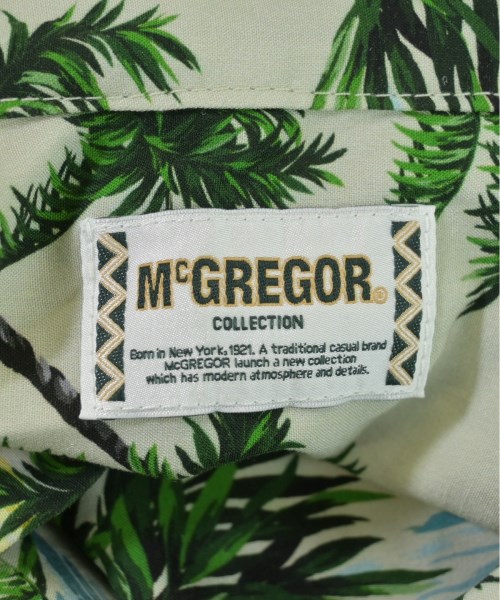 McGREGOR®
COLLECTION
Born in New York, 1921. A traditional casual brand
McGREGOR launch a new collection
which has modern atmosphere and details.